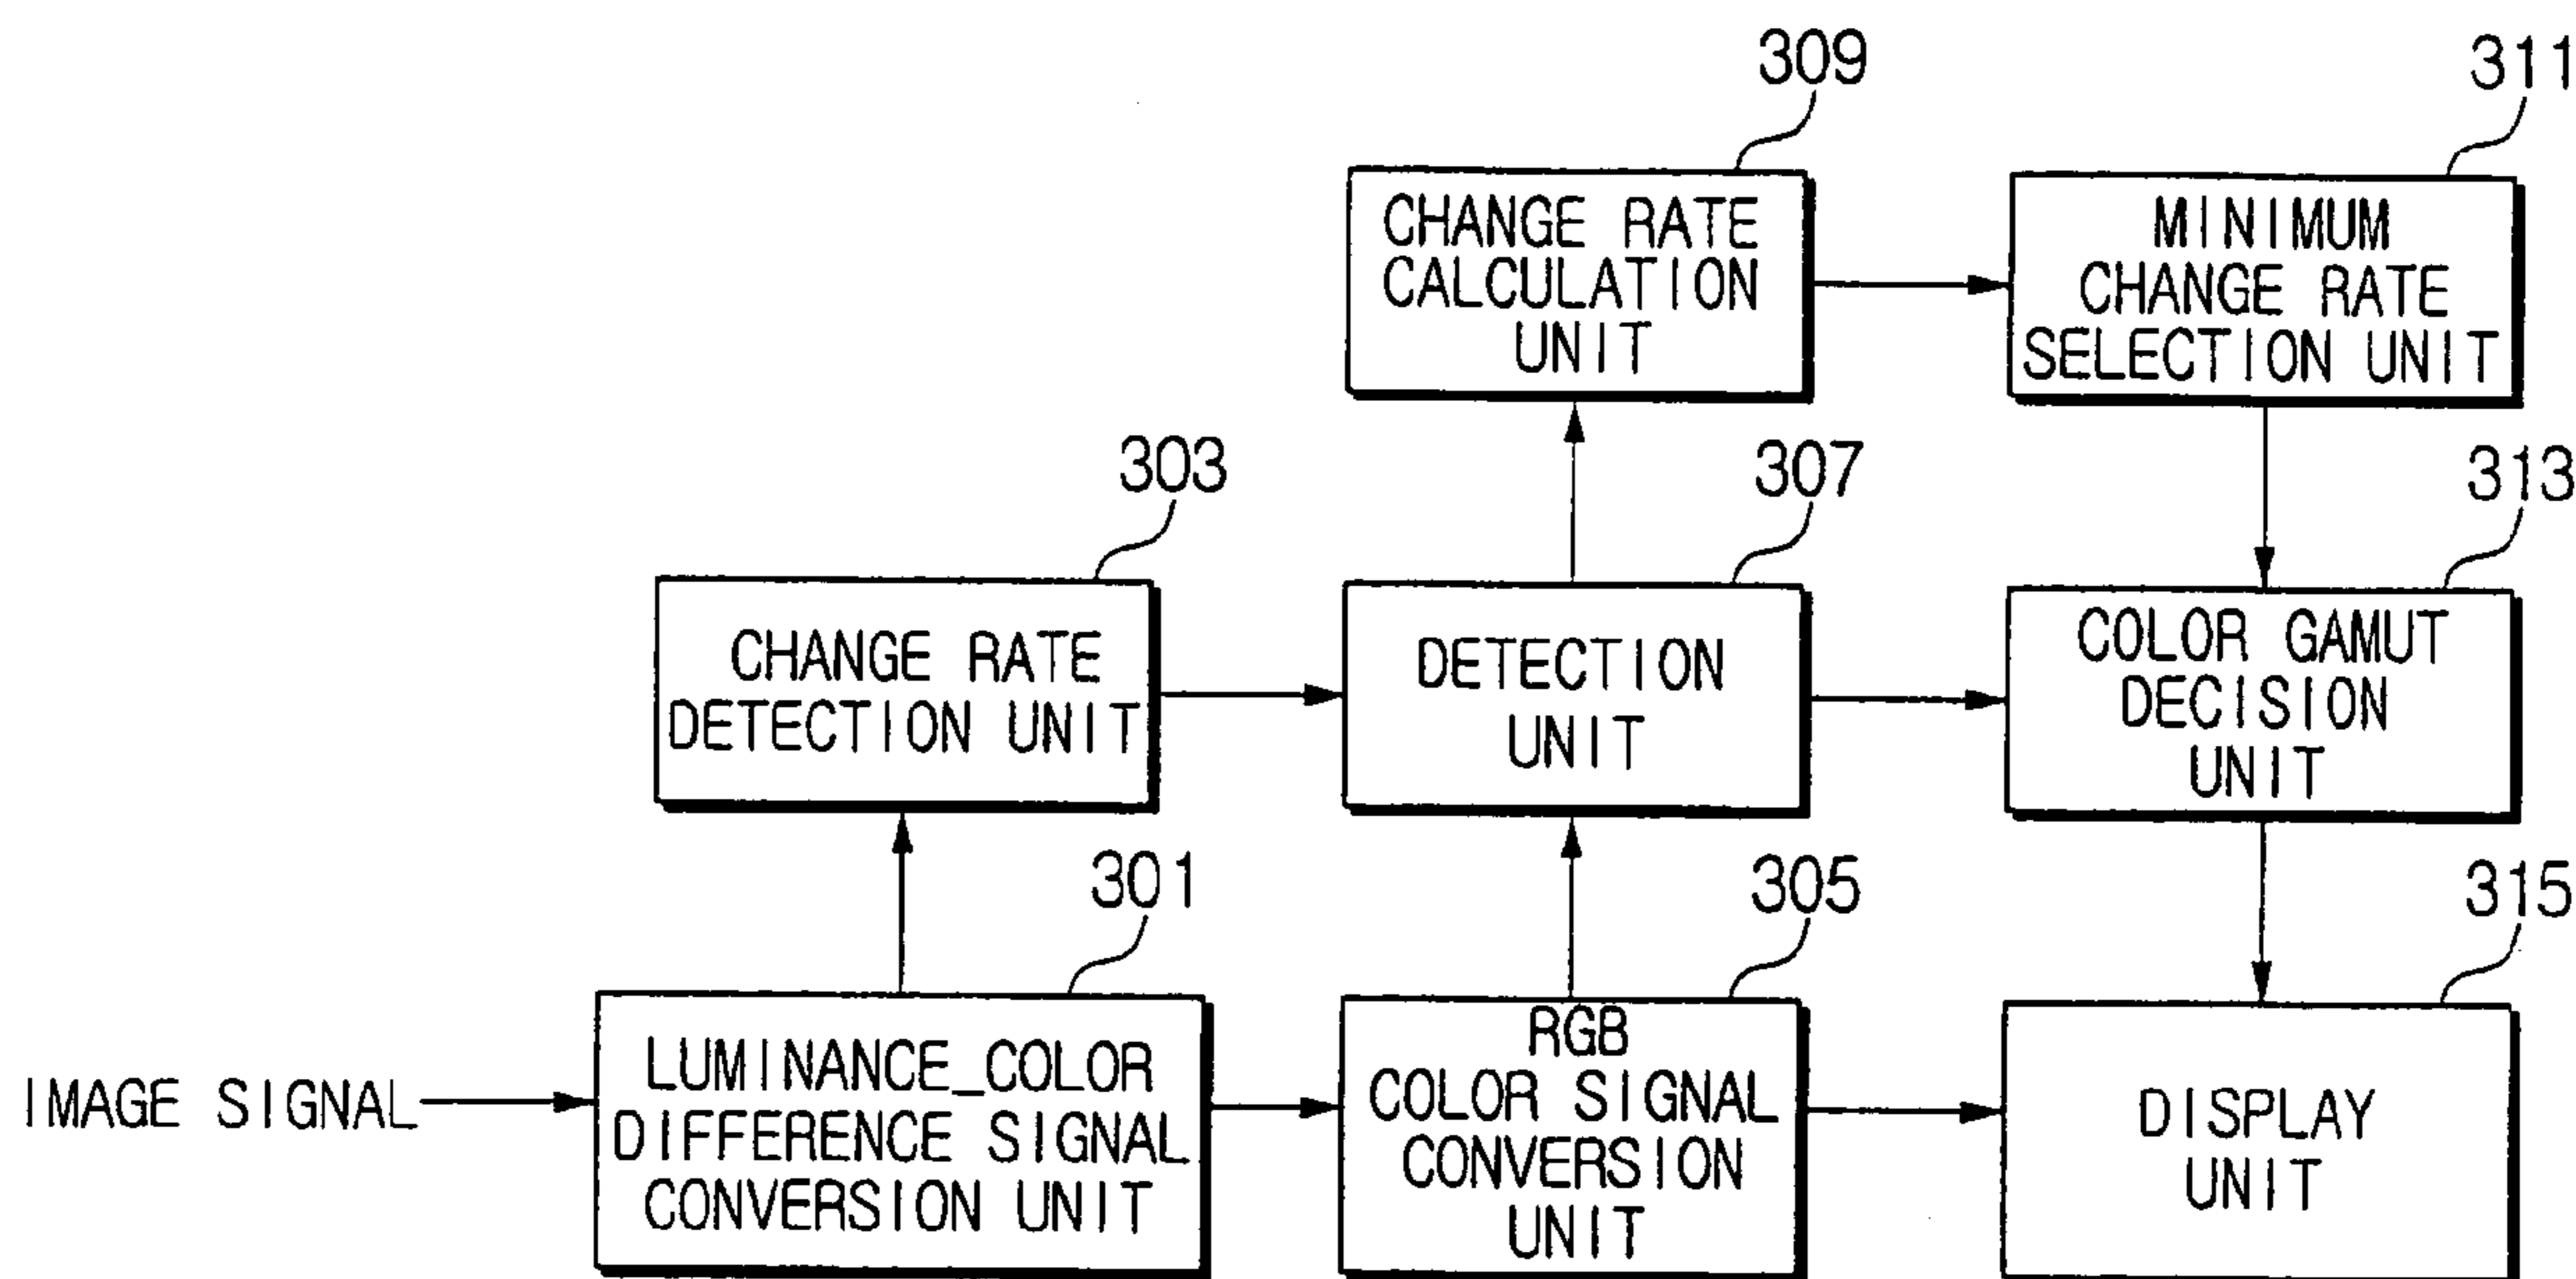 309
311
CHANGE RATE
CALCULATION
UNIT
MINIMUM
CHANGE RATE
SELECTION UNIT
303
307
313
CHANGE RATE
DETECTION UNIT
DETECTION
UNIT
COLOR GAMUT
DECISION
UNIT
301
305
315
IMAGE SIGNAL
LUMINANCE_COLOR
DIFFERENCE SIGNAL
CONVERSION UNIT
RGB
COLOR SIGNAL
CONVERSION
UNIT
DISPLAY
UNIT